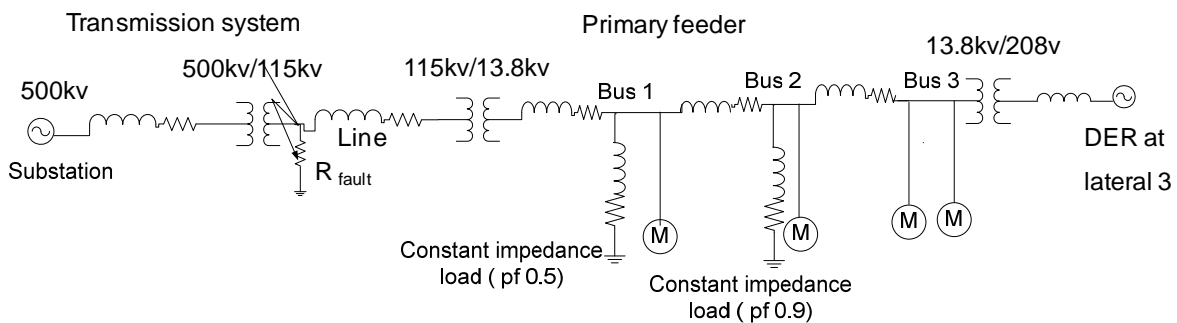 Transmission system
Primary feeder
500kv/115kv
115kv/13.8kv
13.8kv/208v
500kv
Bus 1
Bus 2
Bus 3
Line
Substation
R fault
DER at
lateral 3
M
M
M
M
Constant impedance
load ( pf 0.5)
Constant impedance
load ( pf 0.9)